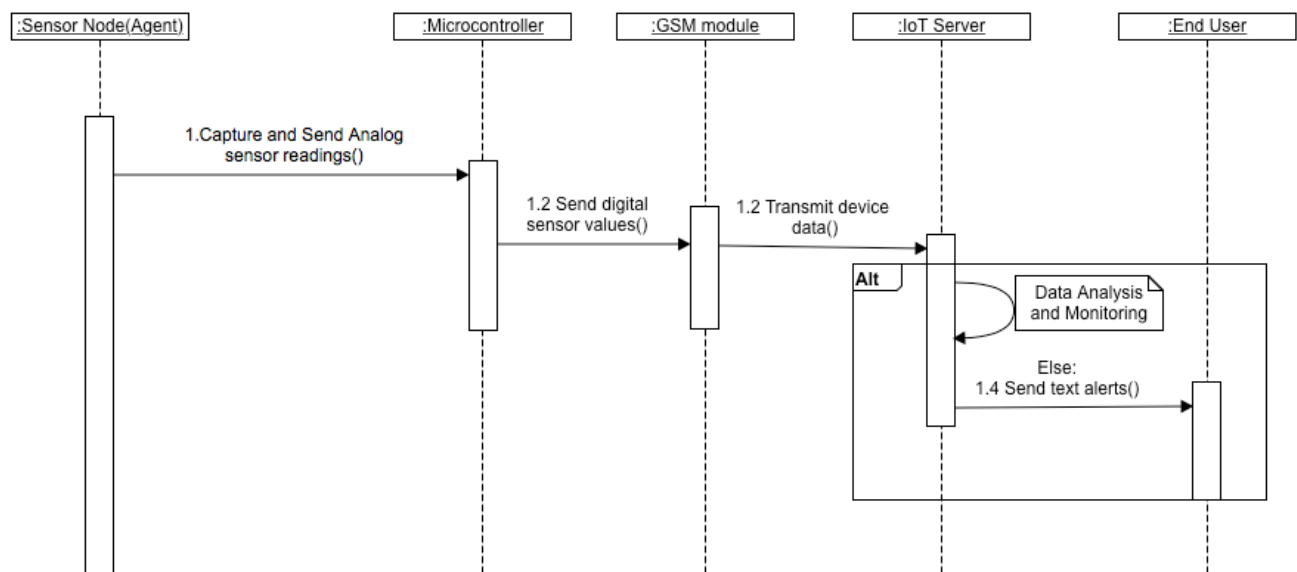 :Sensor Node(Agent)
:Microcontroller
:GSM module
:IoT Server
:End User
1.Capture and Send Analog
sensor readings()
1.2 Send digital
sensor values()
1.2 Transmit device
data()
Alt
Data Analysis
and Monitoring
Else:
1.4 Send text alerts()